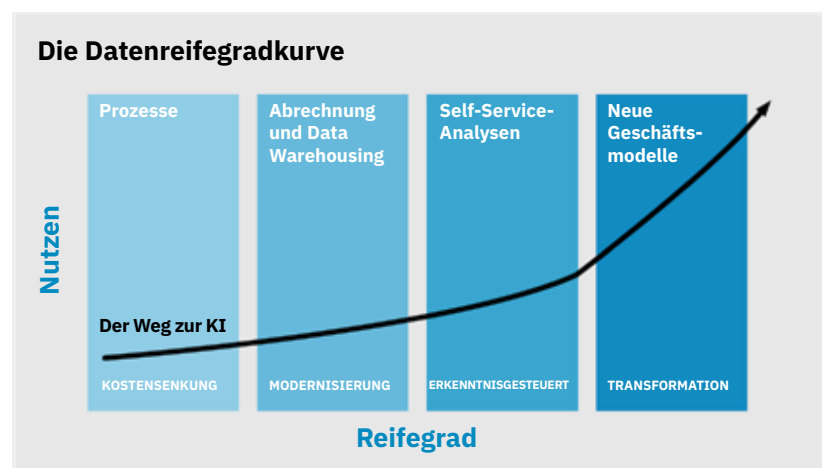 Die Datenreifegradkurve
Prozesse
Abrechnung
und Data
Warehousing
Self-Service-
Analysen
Neue
Geschäfts-
modelle
Nutzen
Der Weg zur KI
KOSTENSENKUNG
MODERNISIERUNG
ERKENNTNISGESTEUERT
TRANSFORMATION
Reifegrad